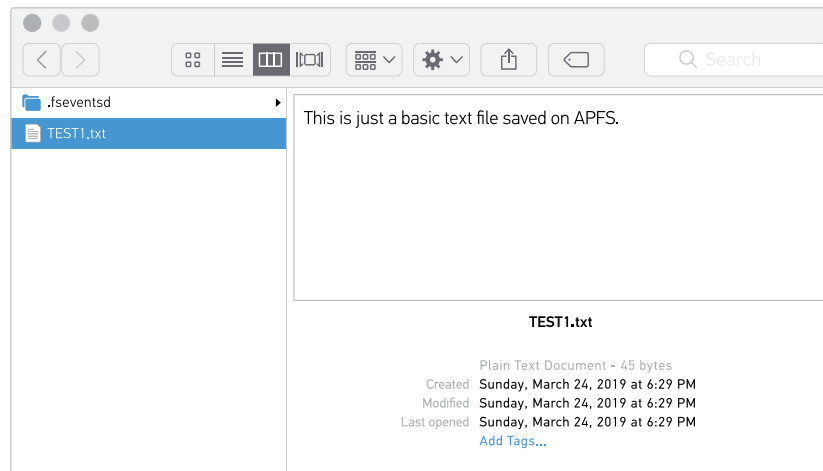 Search
.fseventsd
TEST1.txt
This is just a basic text file saved on APFS.
TEST1.txt
Plain Text Document - 45 bytes
Created Sunday, March 24, 2019 at 6:29 PM
Modified Sunday, March 24, 2019 at 6:29 PM
Last opened Sunday, March 24, 2019 at 6:29 PM
Add Tags...